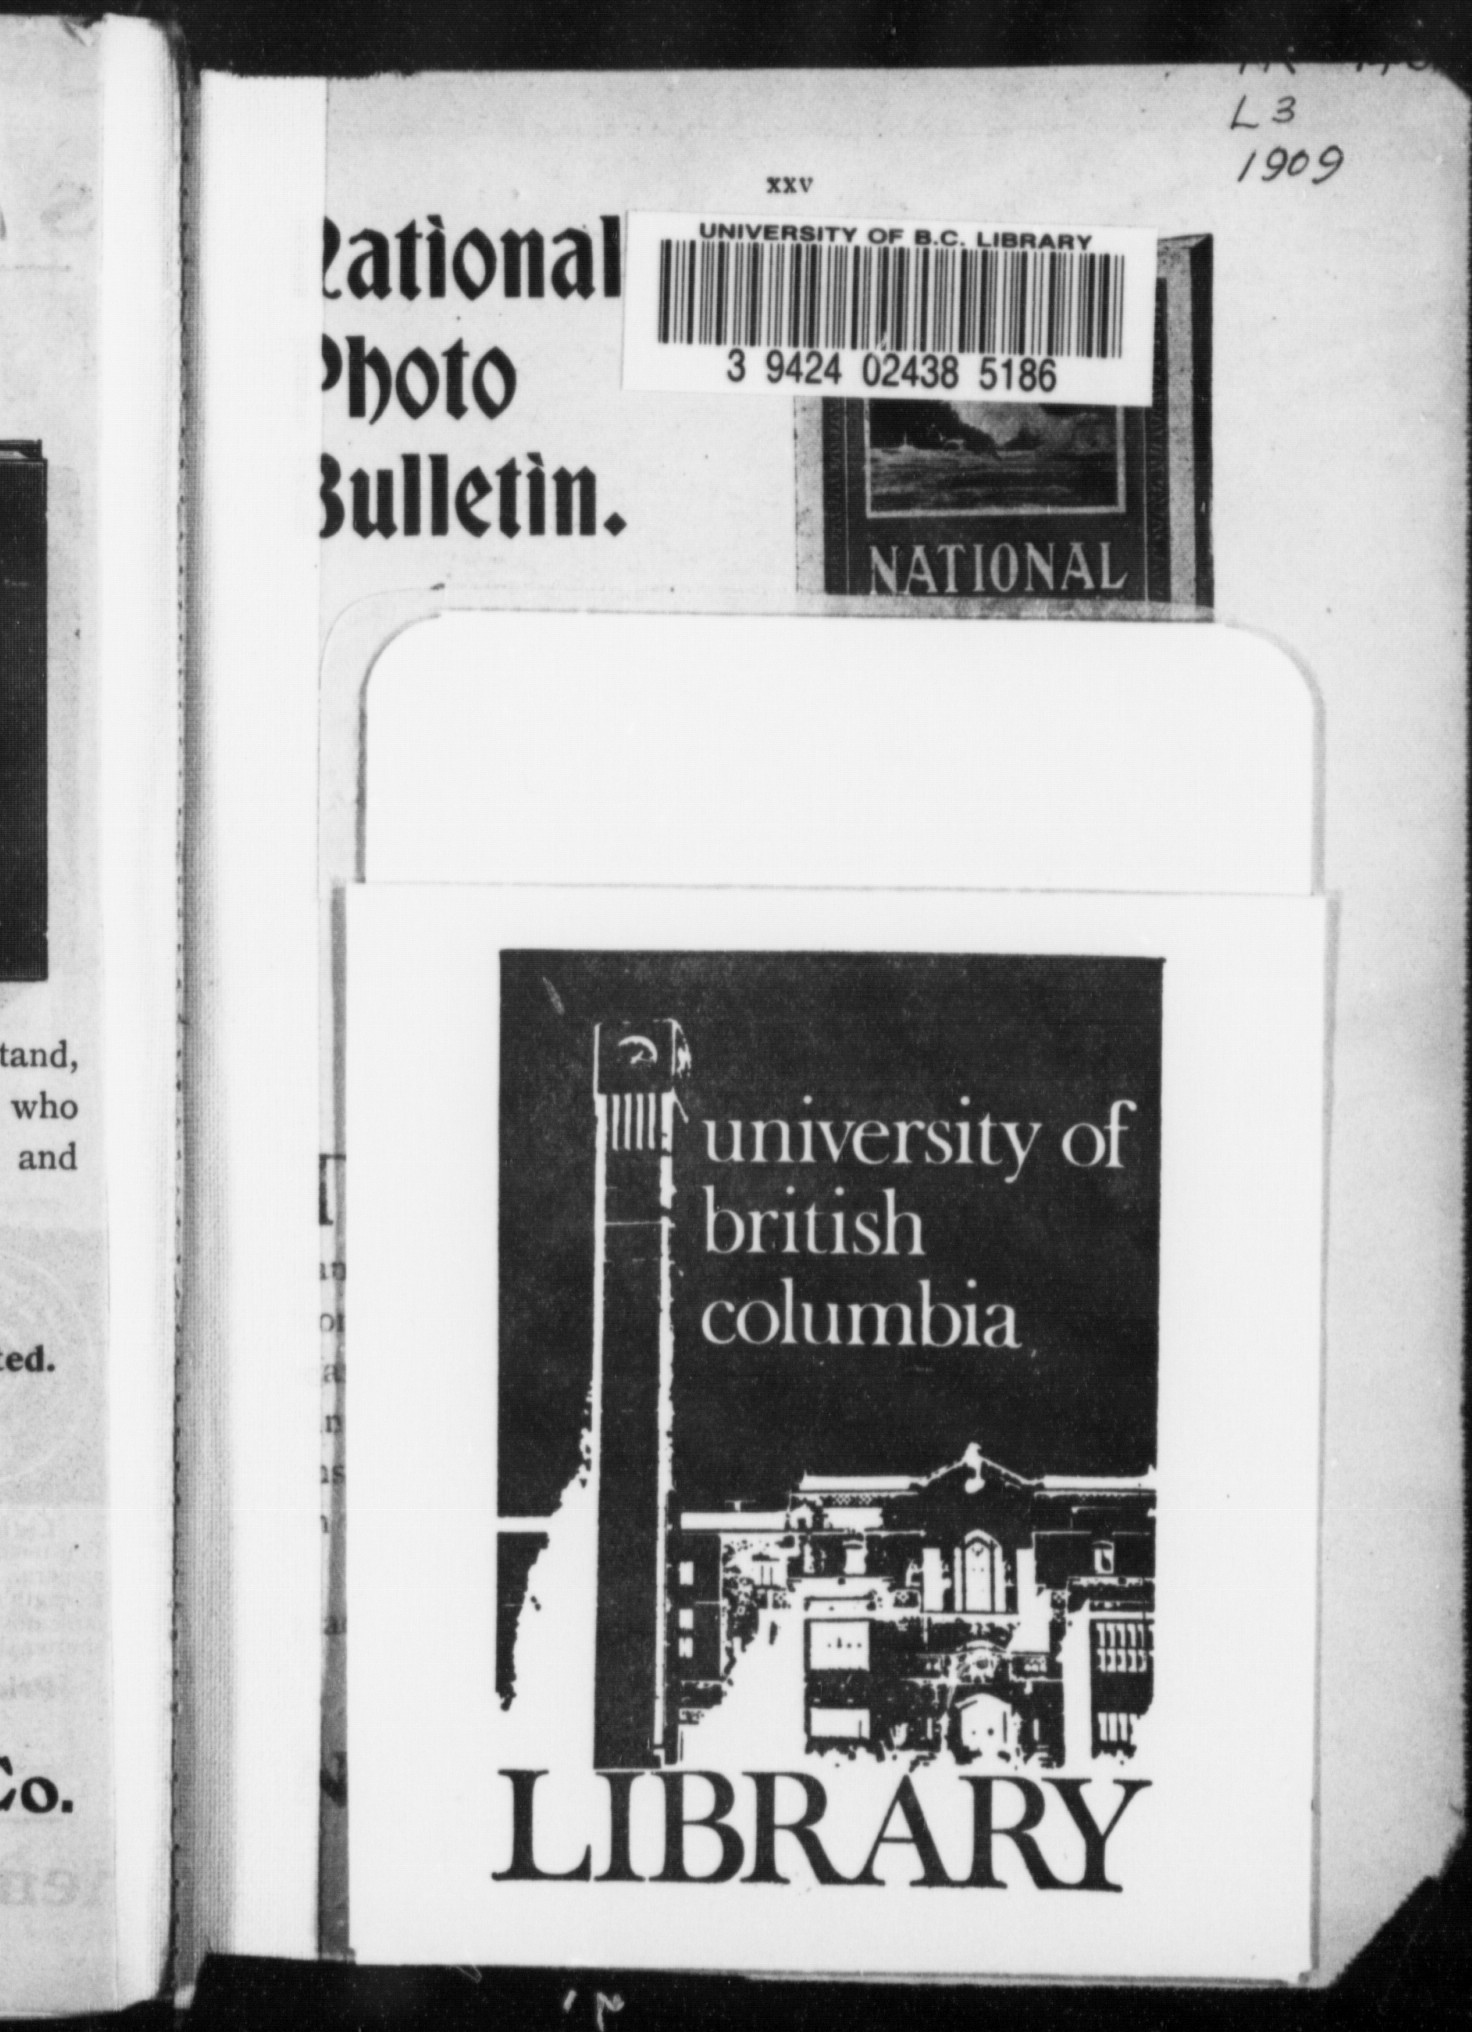 L3
1909
xxv
UNIVERSITY OF B.C. LIBRARY
3 9424 02438 5186
National
Photo
Bulletin.
NATIONAL
university of
british
columbia
LIBRARY
tand,
who
and
ted.
Co.